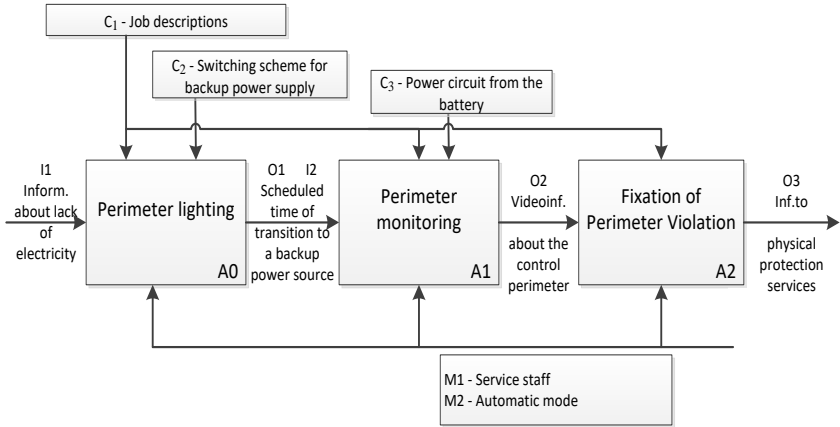 C1 - Job descriptions
C2 - Switching scheme for
backup power supply
C3 - Power circuit from the
battery
I1
Inform.
about lack
of
electricity
Perimeter lighting
A0
O1 I2
Scheduled
time of
transition to
a backup
power source
Perimeter
monitoring
A1
O2
Videoinf.
about the
control
perimeter
Fixation of
Perimeter Violation
A2
O3
Inf.to
physical
protection
services
M1 - Service staff
M2 - Automatic mode